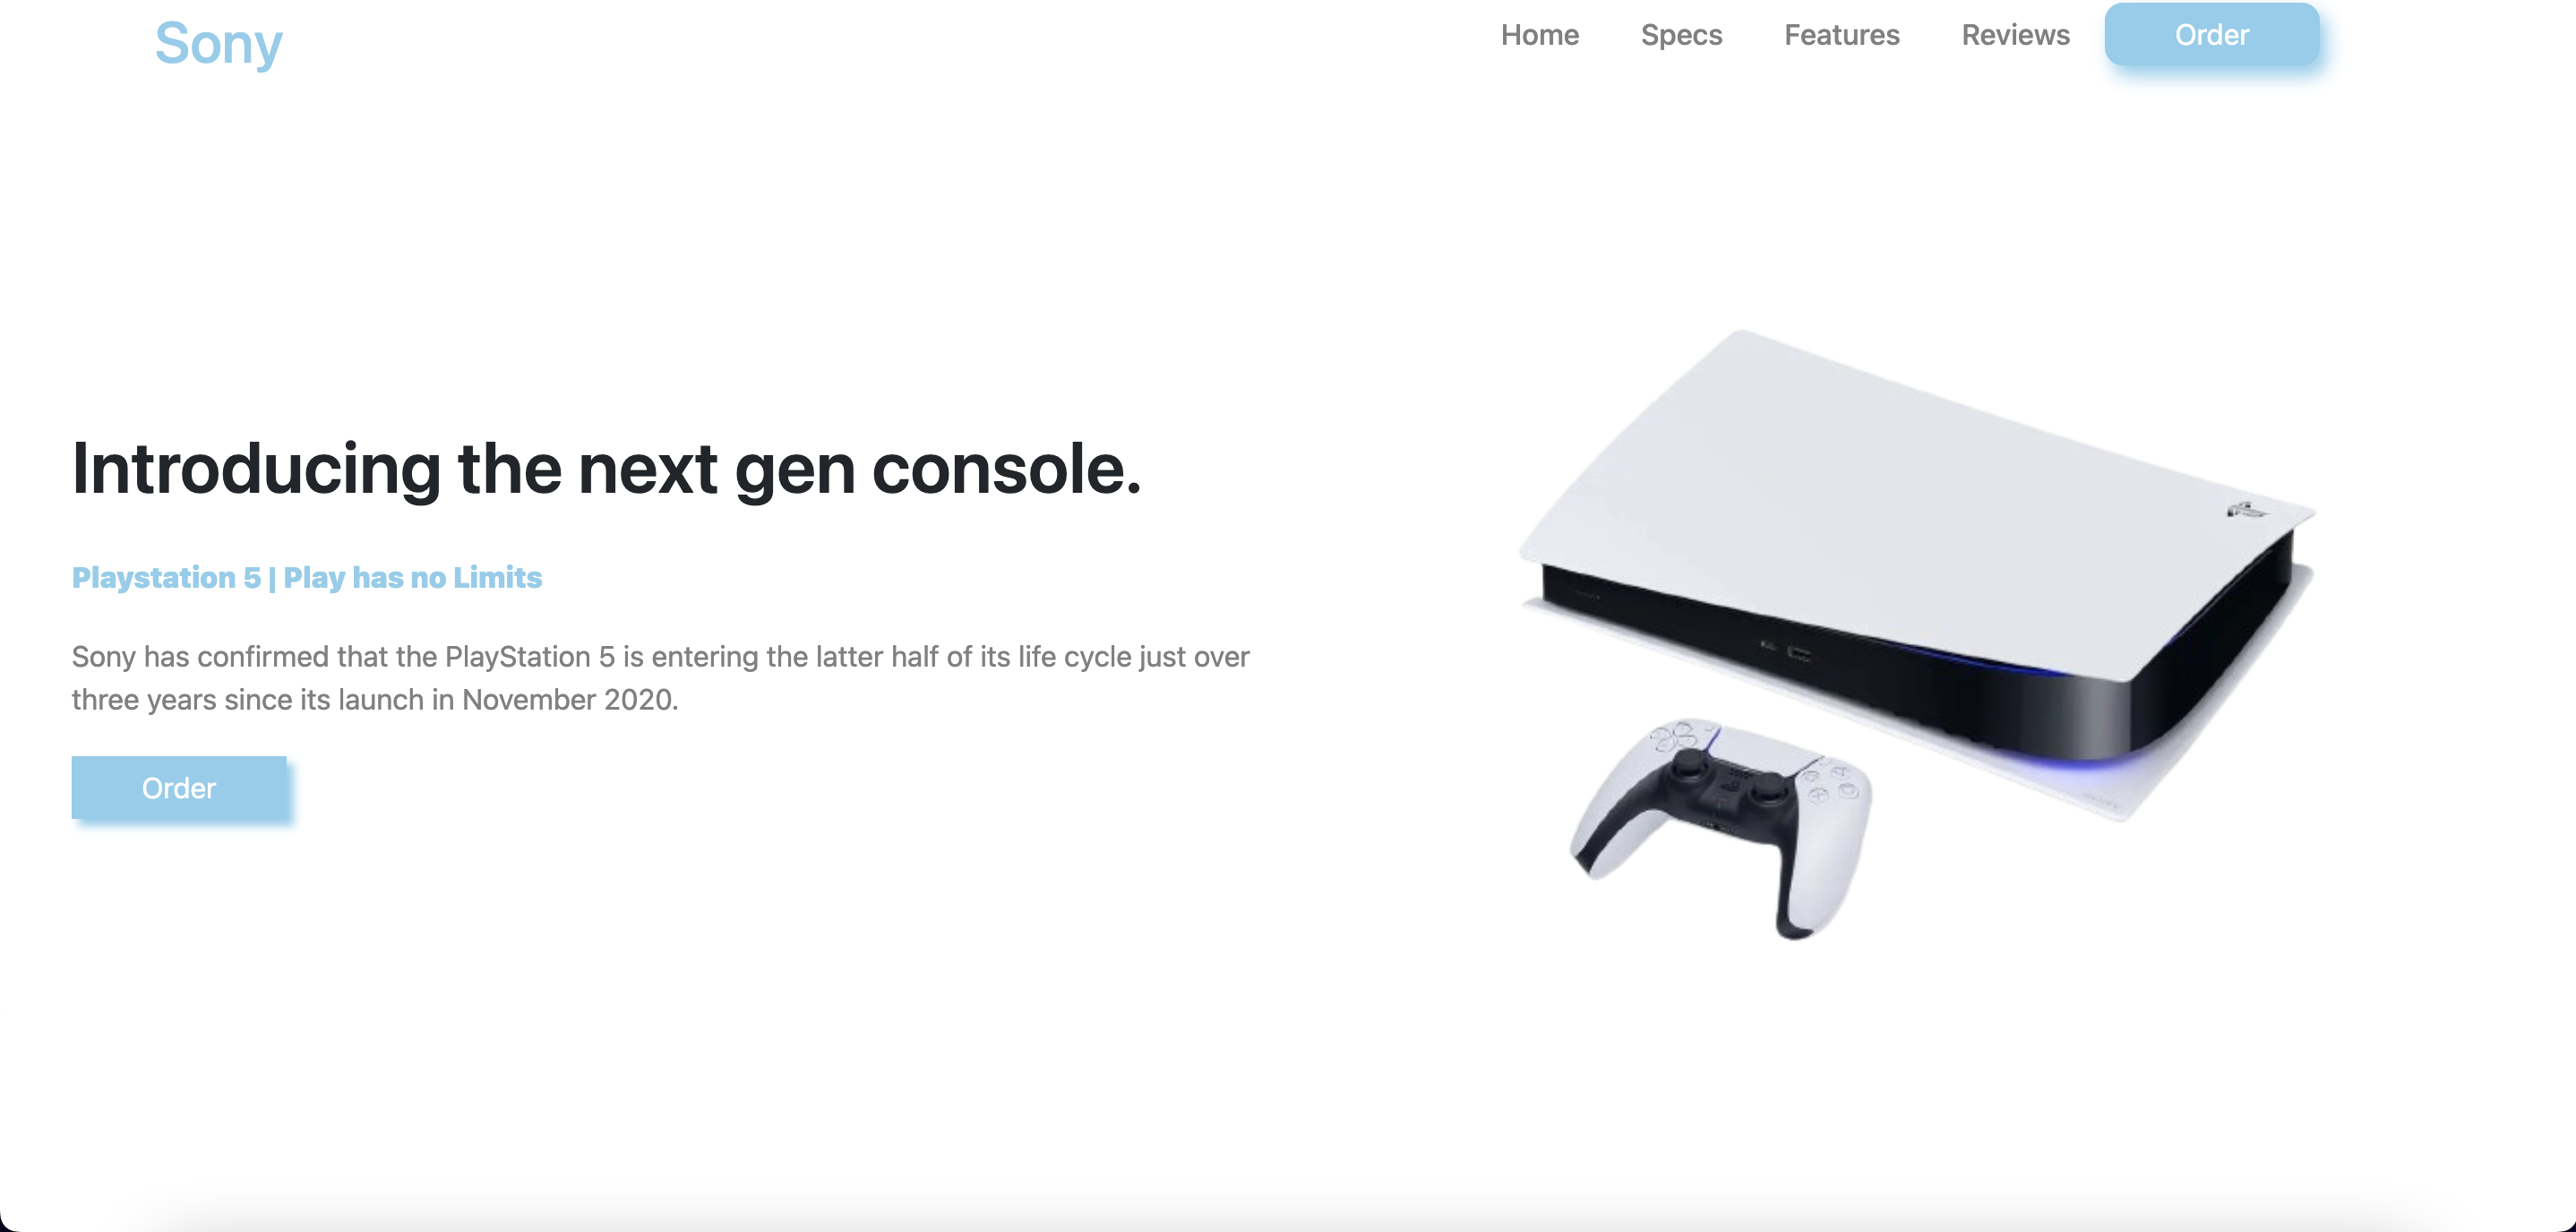 Sony
Home Specs Features Reviews Order
Introducing the next gen console.
Playstation 5 | Play has no Limits
Sony has confirmed that the PlayStation 5 is entering the latter half of its life cycle just over
three years since its launch in November 2020.
Order